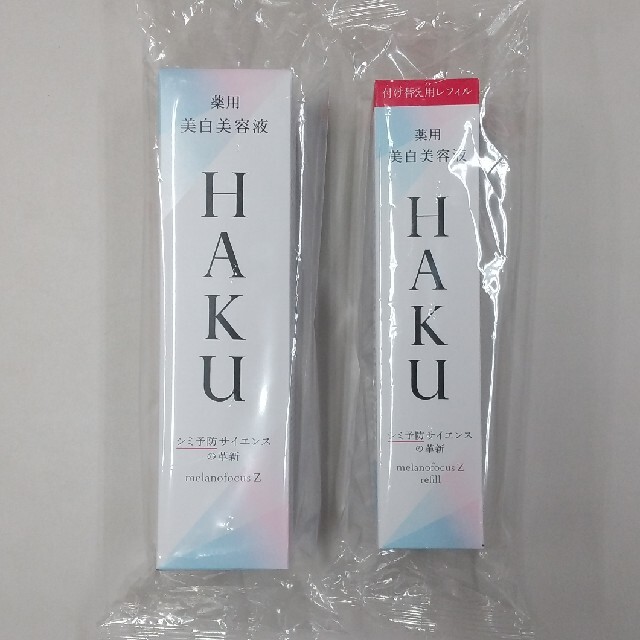 薬用
美白美容液
HAKU
シミ予防サイエンス
の革新
melanofocus Z
付け替え用レフィル
薬用
美白美容液
HAKU
シミ予防サイエンス
の革新
melanofocus Z
refill